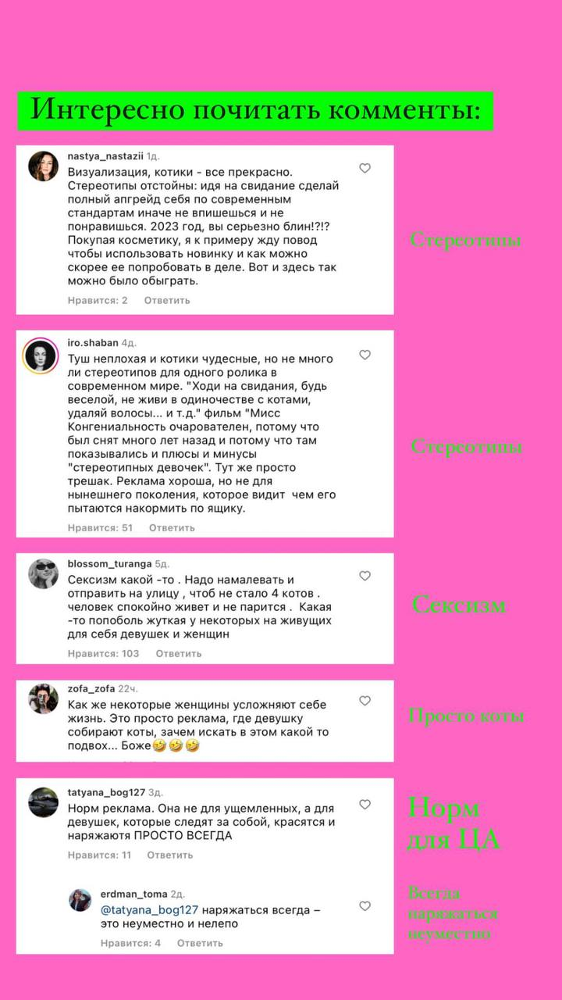 Интересно почитать комменты:
nastya_nastazii 1д.
Визуализация, котики - все прекрасно.
Стереотипы отстойны: идя на свидание сделай
полный апгрейд себя по современным
стандартам иначе не впишешься и не
понравишься. 2023 год, вы серьезно блин!?!?
Покупая косметику, я к примеру жду повод
чтобы использовать новинку и как можно
скорее ее попробовать в деле. Вот и здесь так
можно было обыграть.
Нравится: 2 Ответить
Стереотипы
iro.shaban 4д.
Туш неплохая и котики чудесные, но не много
ли стереотипов для одного ролика в
современном мире. "Ходи на свидания, будь
веселой, не живи в одиночестве с котами,
удаляй волосы... и т.д." фильм "Мисс
Конгениальность очарователен, потому что
был снят много лет назад и потому что там
показывались и плюсы и минусы
"стереотипных девочек". Тут же просто
трешак. Реклама хороша, но не для
нынешнего поколения, которое видит чем его
пытаются накормить по ящику.
Нравится: 51 Ответить
Стереотипы
blossom_turanga 5д.
Сексизм какой -то . Надо намалевать и
отправить на улицу , чтоб не стало 4 котов .
человек спокойно живет и не парится . Какая
-то попоболь жуткая у некоторых на живущих
для себя девушек и женщин
Нравится: 103 Ответить
Сексизм
zofa_zofa 22ч.
Как же некоторые женщины усложняют себе
жизнь. Это просто реклама, где девушку
собирают коты, зачем искать в этом какой то
подвох... Боже🤣🤣🤣
Просто коты
tatyana_bog127 3д.
Норм реклама. Она не для ущемленных, а для
девушек, которые следят за собой, красятся и
наряжаютя ПРОСТО ВСЕГДА
Нравится: 11 Ответить
Норм
для ЦА
erdman_toma 2д.
@tatyana_bog127 наряжаться всегда –
это неуместно и нелепо
Нравится: 4 Ответить
Всегда
наряжаться
неуместно